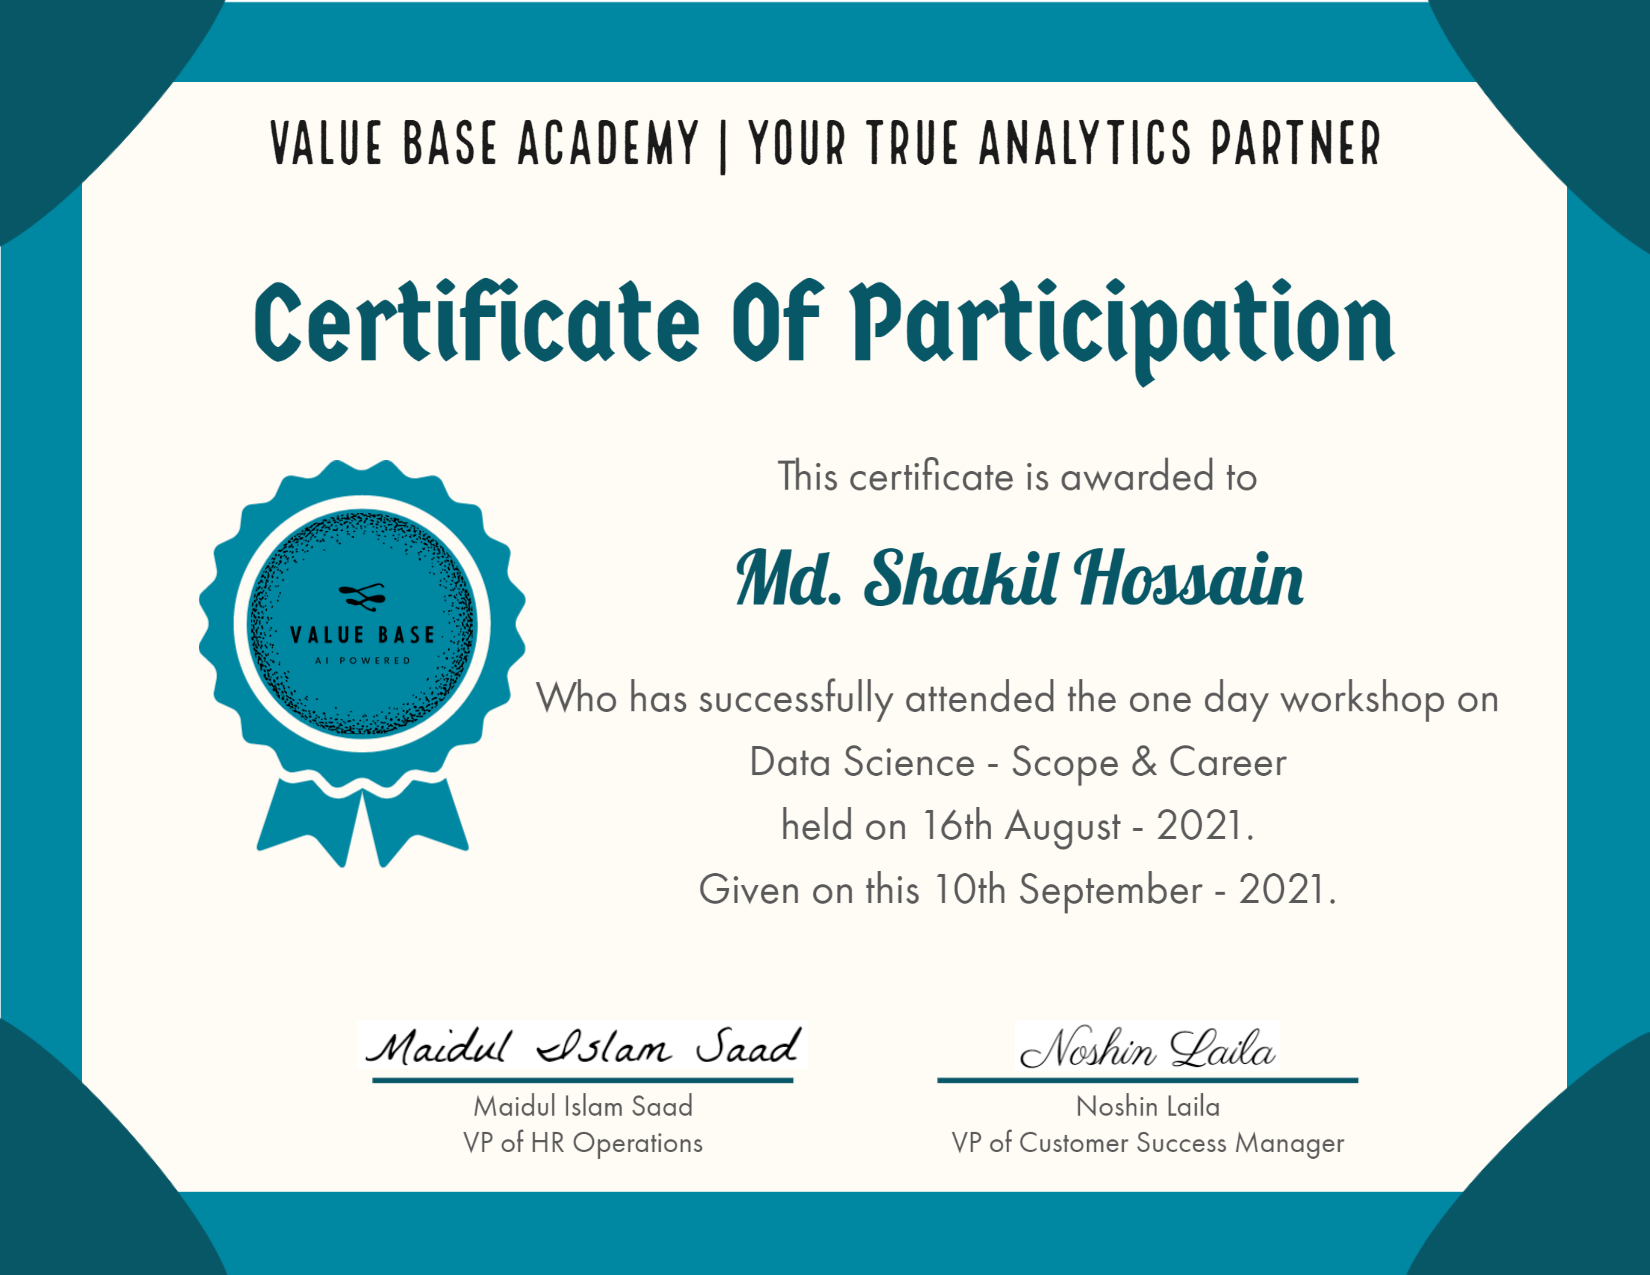 VALUE BASE ACADEMY | YOUR TRUE ANALYTICS PARTNER
Certificate Of Participation
This certificate is awarded to
Md. Shakil Hossain
VALUE BASE
AI POWERED
Who has successfully attended the one day workshop on
Data Science - Scope & Career
held on 16th August - 2021.
Given on this 10th September - 2021.
Maidul Islam Saad
Maidul Islam Saad
VP of HR Operations
Noshin Laila
Noshin Laila
VP of Customer Success Manager